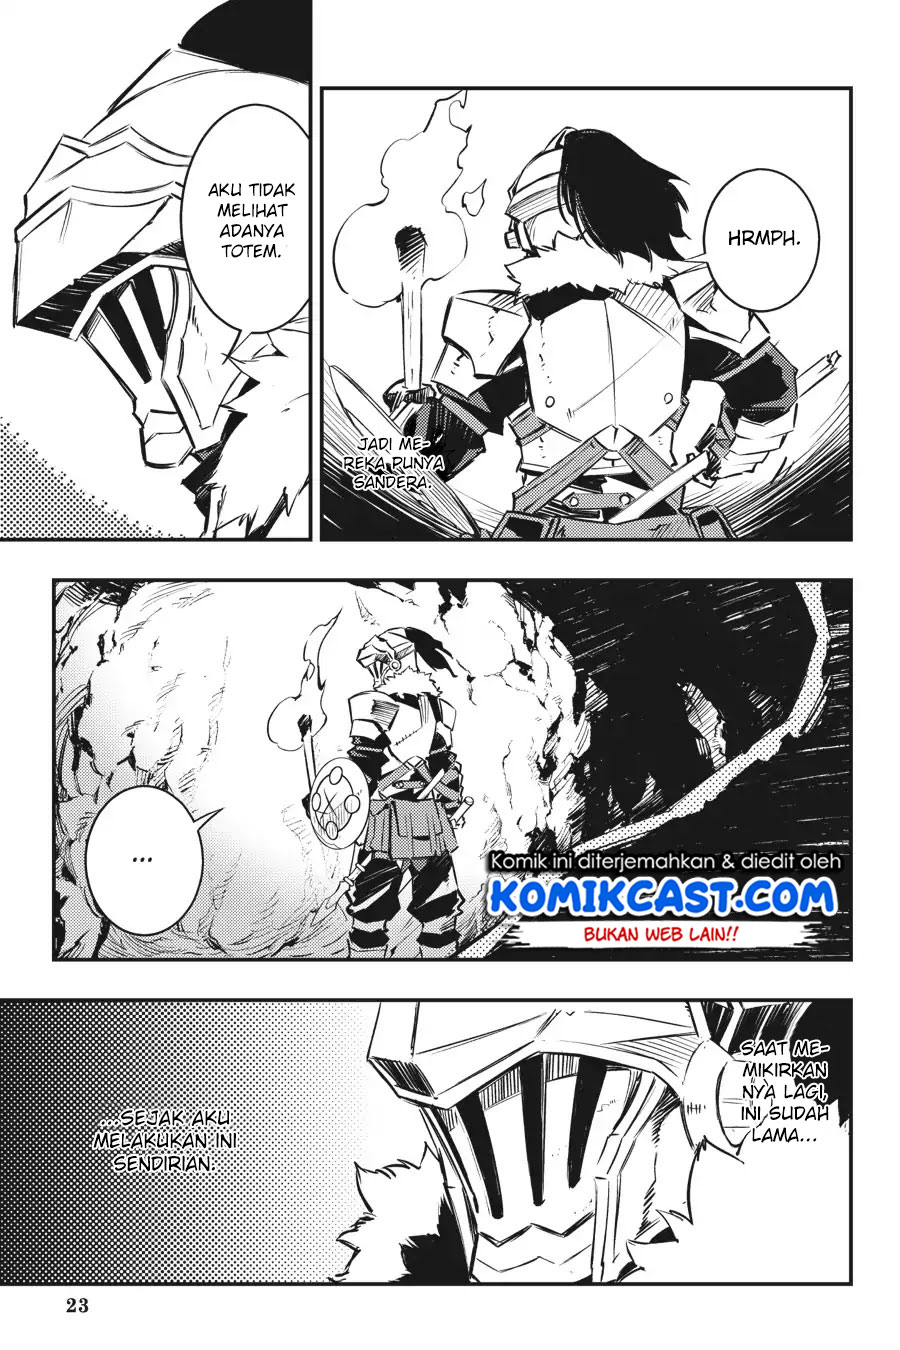 HRMPH.
JADI ME-
REKA PUNYA
SANDERA.
AKU TIDAK
MELIHAT
ADANYA
TOTEM.
...
Komik ini diterjemahkan & diedit oleh
KOMIKCAST.COM
BUKAN WEB LAIN!!
SAAT ME-
MIKIRKAN
NYA LAGI,
INI SUDAH
LAMA...
...SEJAK AKU
MELAKUKAN INI
SENDIRIAN.
23